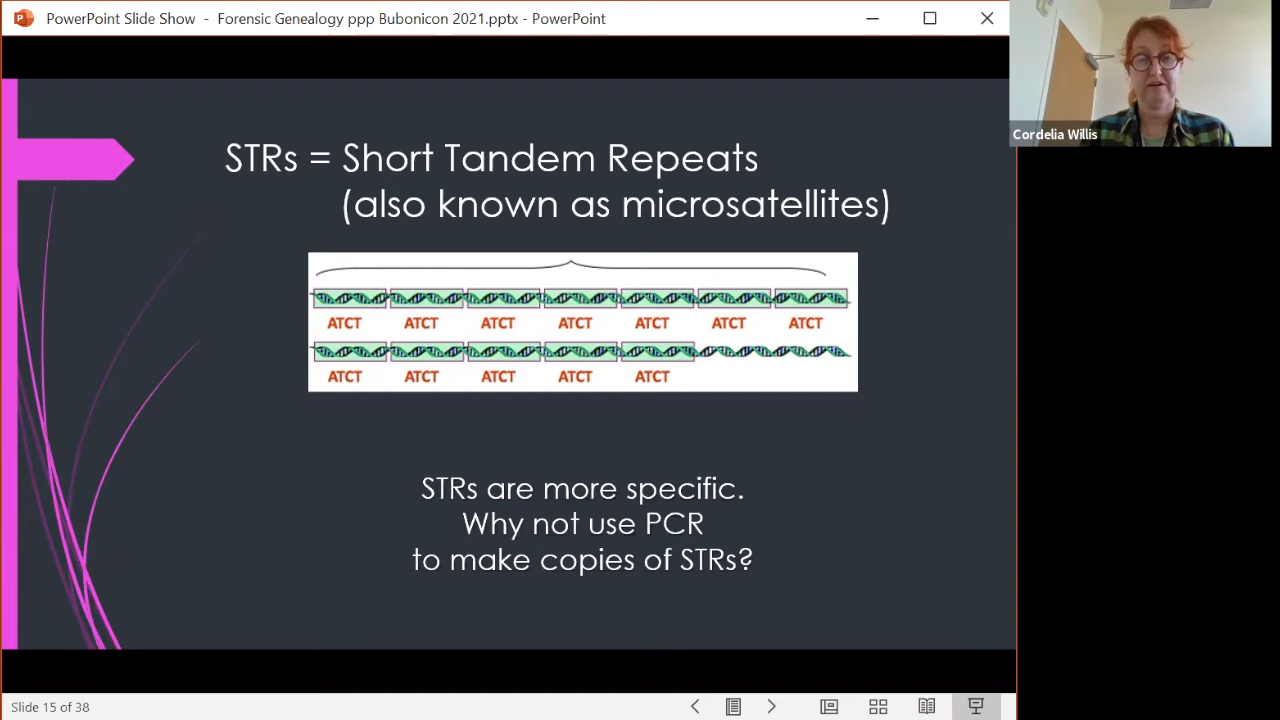 PowerPoint Slide Show - Forensic Genealogy ppp Bubonicon 2021.pptx - PowerPoint
Cordelia Willis
STRs = Short Tandem Repeats
(also known as microsatellites)
ATCT ATCT ATCT ATCT ATCT ATCT ATCT
ATCT ATCT ATCT ATCT ATCT
STRs are more specific.
Why not use PCR
to make copies of STRs?
Slide 15 of 38